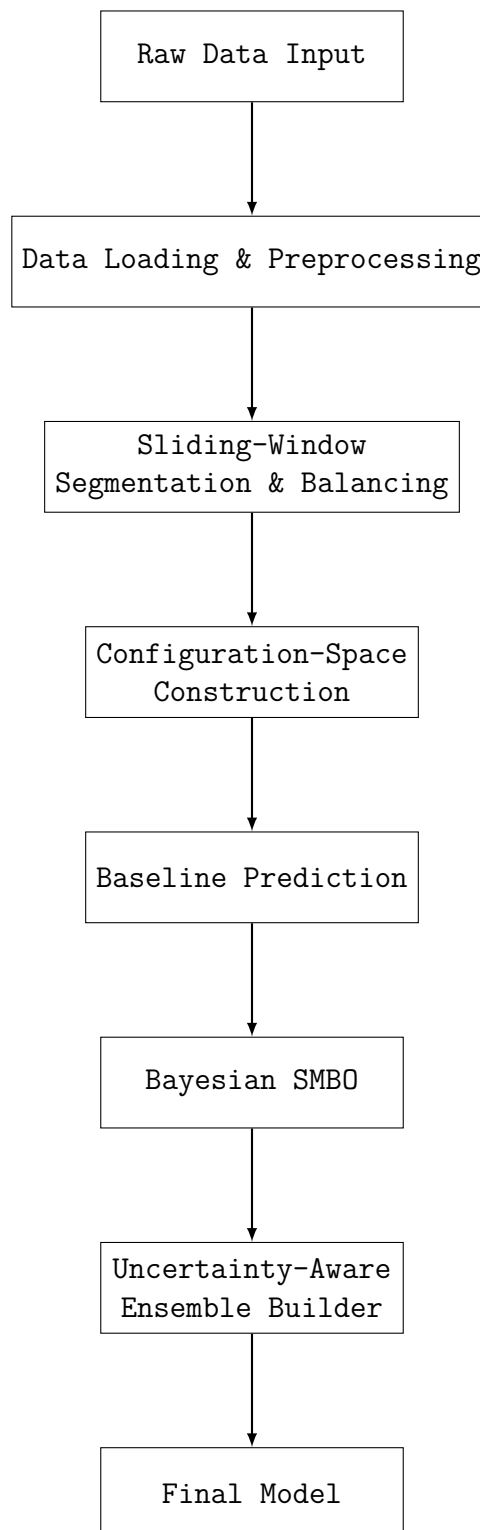 Raw Data Input
Data Loading & Preprocessing
Sliding-Window
Segmentation & Balancing
Configuration-Space
Construction
Baseline Prediction
Bayesian SMBO
Uncertainty-Aware
Ensemble Builder
Final Model